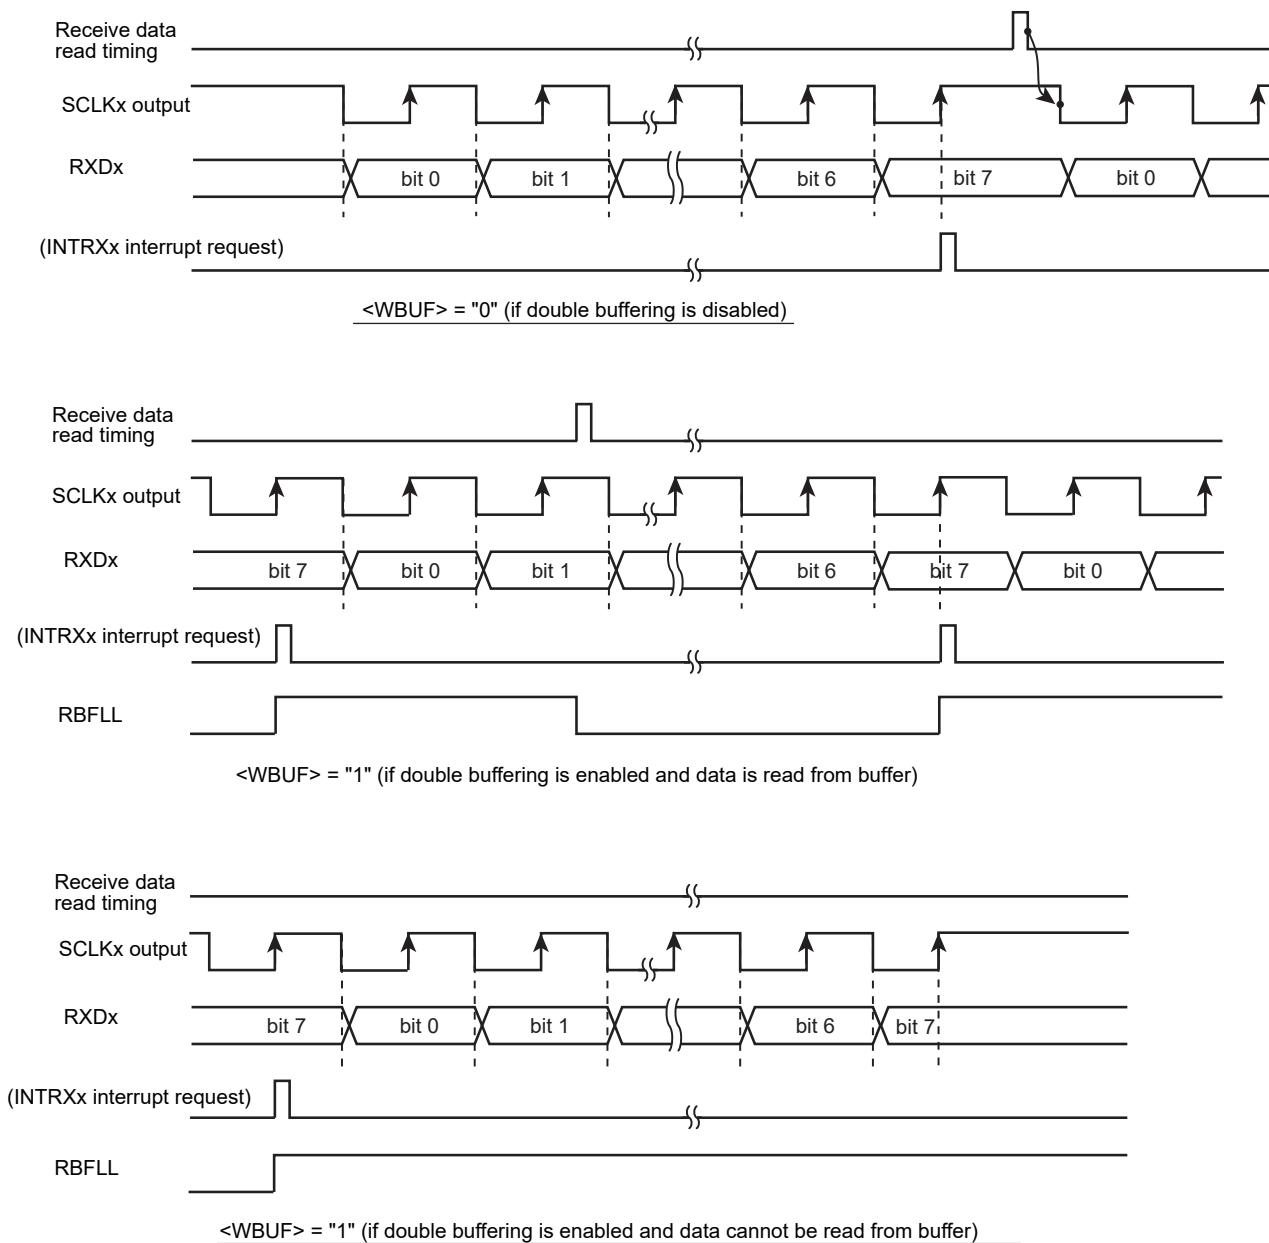 Receive data
read timing
SCLKx output
RXDx
bit 0
bit 1
bit 6
bit 7
bit 0
(INTRXx interrupt request)
<WBUF> = "0" (if double buffering is disabled)
Receive data
read timing
SCLKx output
RXDx
bit 7
bit 0
bit 1
bit 6
bit 7
bit 0
(INTRXx interrupt request)
RBFLL
<WBUF> = "1" (if double buffering is enabled and data is read from buffer)
Receive data
read timing
SCLKx output
RXDx
bit 7
bit 0
bit 1
bit 6
bit 7
(INTRXx interrupt request)
RBFLL
<WBUF> = "1" (if double buffering is enabled and data cannot be read from buffer)